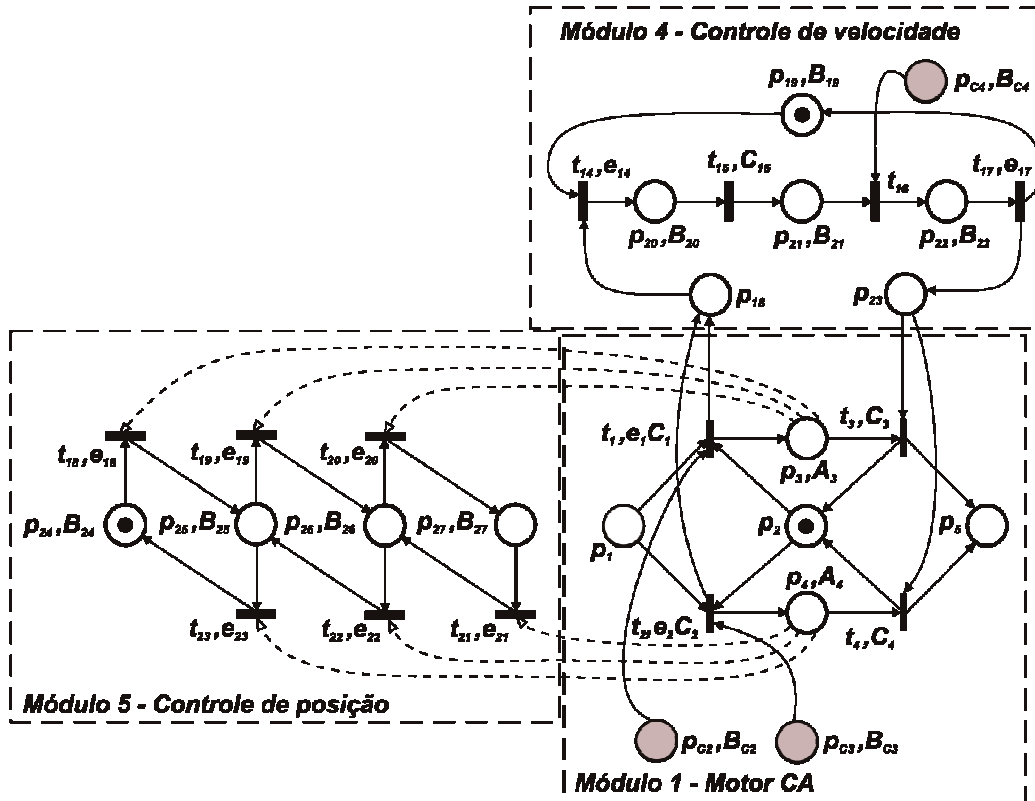 Módulo 4 - Controle de velocidade
p19,B19
pC4,BC4
t14,e14
t15,C15
t16
t17,e17
p20,B20
p21,B21
p22,B22
p18
p23
t18,e18
t19,e19
t20,e20
p24,B24
p25,B25
p26,B26
p27,B27
t23,e23
t22,e22
t21,e21
Módulo 5 - Controle de posição
t1,e1C1
t3,C3
p3,A3
p1
p2
p5
p4,A4
t2,e2C2
t4,C4
pC2,BC2
pC3,BC3
Módulo 1 - Motor CA